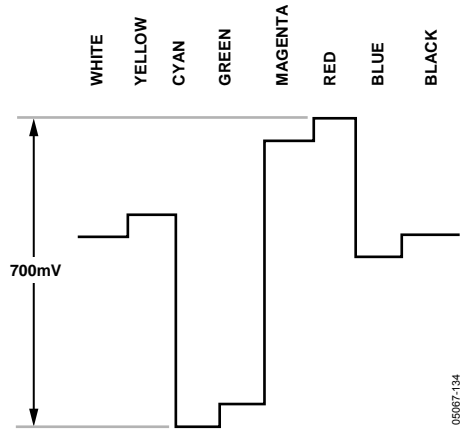 WHITE
YELLOW
CYAN
GREEN
MAGENTA
RED
BLUE
BLACK
700mV
05067-134